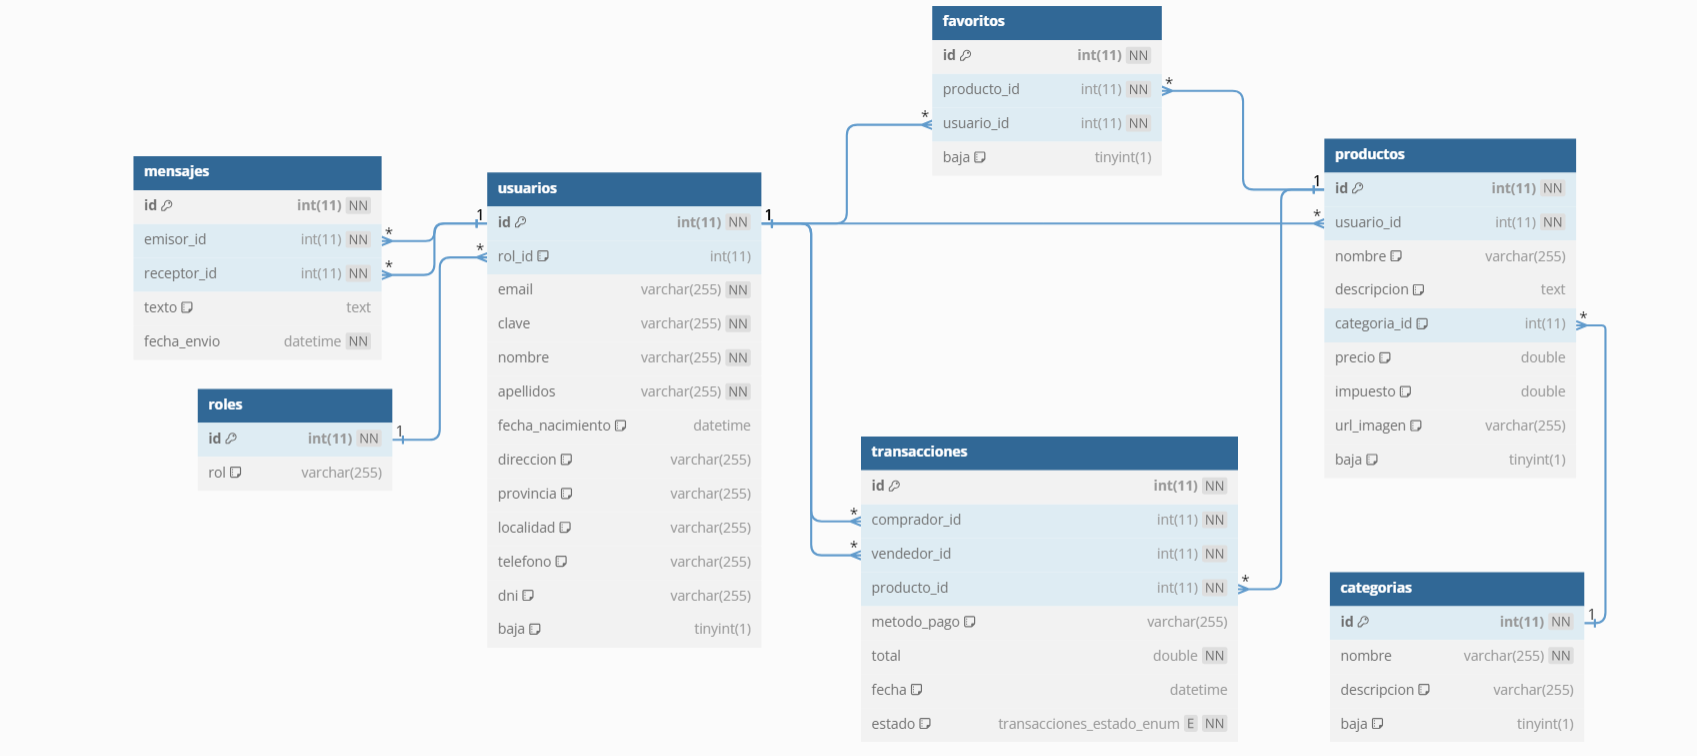 favoritos
id int(11) NN
producto_id int(11) NN
usuario_id int(11) NN
baja tinyint(1)
mensajes
id int(11) NN
emisor_id int(11) NN
receptor_id int(11) NN
texto text
fecha_envio datetime NN
roles
id int(11) NN
rol varchar(255)
usuarios
id int(11) NN
rol_id int(11)
email varchar(255) NN
clave varchar(255) NN
nombre varchar(255) NN
apellidos varchar(255) NN
fecha_nacimiento datetime
direccion varchar(255)
provincia varchar(255)
localidad varchar(255)
telefono varchar(255)
dni varchar(255)
baja tinyint(1)
productos
id int(11) NN
usuario_id int(11) NN
nombre varchar(255)
descripcion text
categoria_id int(11)
precio double
impuesto double
url_imagen varchar(255)
baja tinyint(1)
transacciones
id int(11) NN
comprador_id int(11) NN
vendedor_id int(11) NN
producto_id int(11) NN
metodo_pago varchar(255)
total double NN
fecha datetime
estado transacciones_estado_enum E NN
categorias
id int(11) NN
nombre varchar(255) NN
descripcion varchar(255)
baja tinyint(1)
*
*
*
*
1
*
1
1
1
*
*
*
*
*
*
1